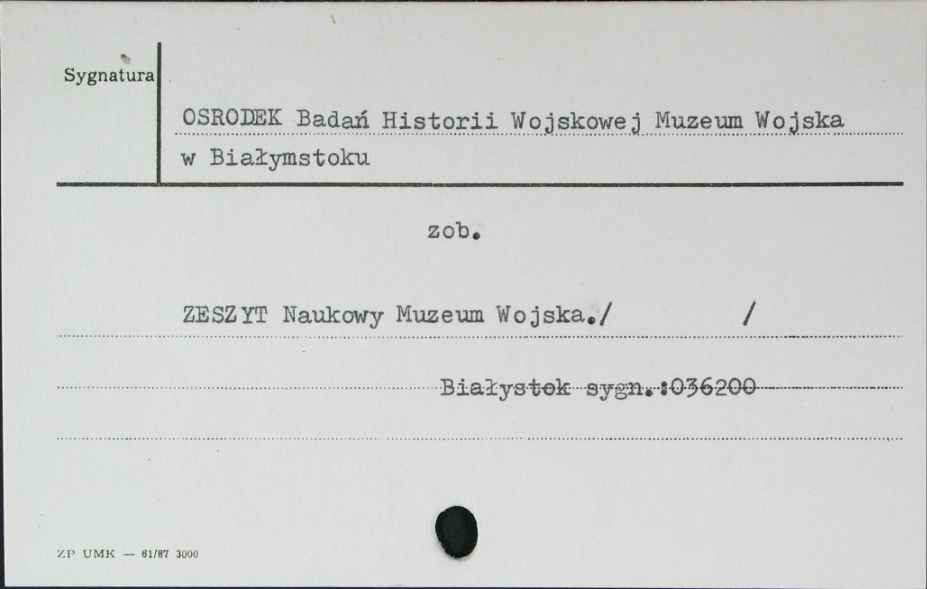 Sygnatura
OSRODEK Badań Historii Wojskowej Muzeum Wojska
w Białymstoku
zob.
ZESZYT Naukowy Muzeum Wojska./ /
Białystok sygn.:036200
ZP UMK — 61/87 3000